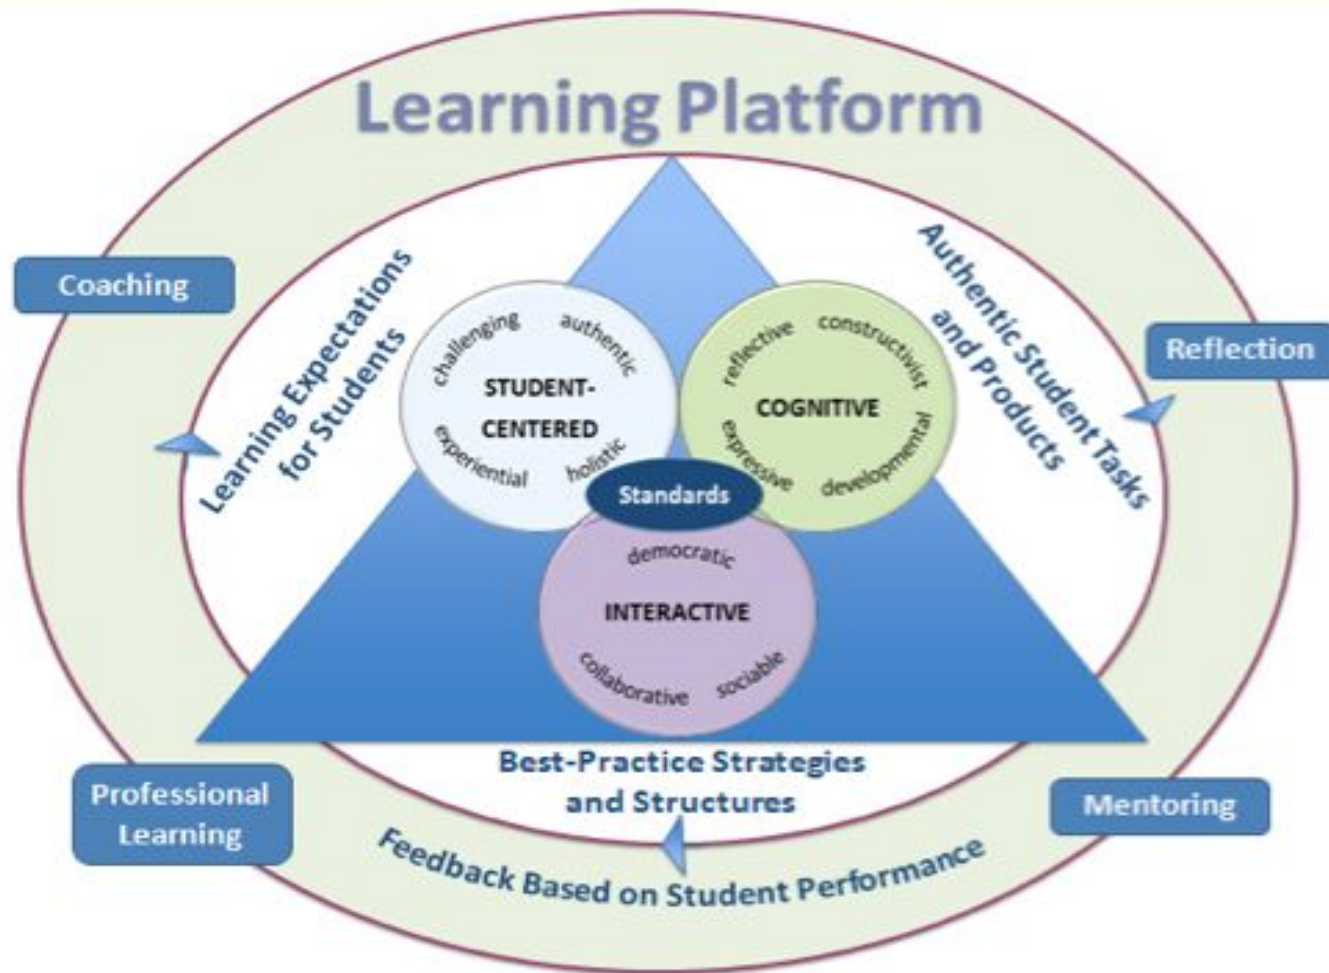 Learning Platform
Coaching
Learning Expectations
for Students
Authentic Student Tasks
and Products
Reflection
challenging authentic
STUDENT-
CENTERED
experiential holistic
reflective constructivist
COGNITIVE
expressive developmental
Standards
democratic
INTERACTIVE
collaborative sociable
Best-Practice Strategies
and Structures
Professional
Learning
Mentoring
Feedback Based on Student Performance